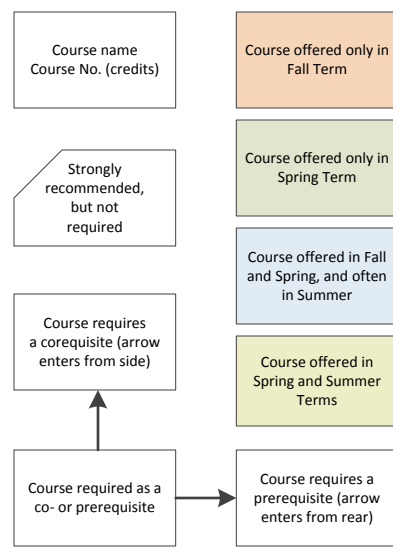 Course name
Course No. (credits)
Course offered only in
Fall Term
Strongly
recommended,
but not
required
Course offered only in
Spring Term
Course offered in Fall
and Spring, and often
in Summer
Course requires
a corequisite (arrow
enters from side)
Course offered in
Spring and Summer
Terms
Course required as a
co- or prerequisite
Course requires a
prerequisite (arrow
enters from rear)